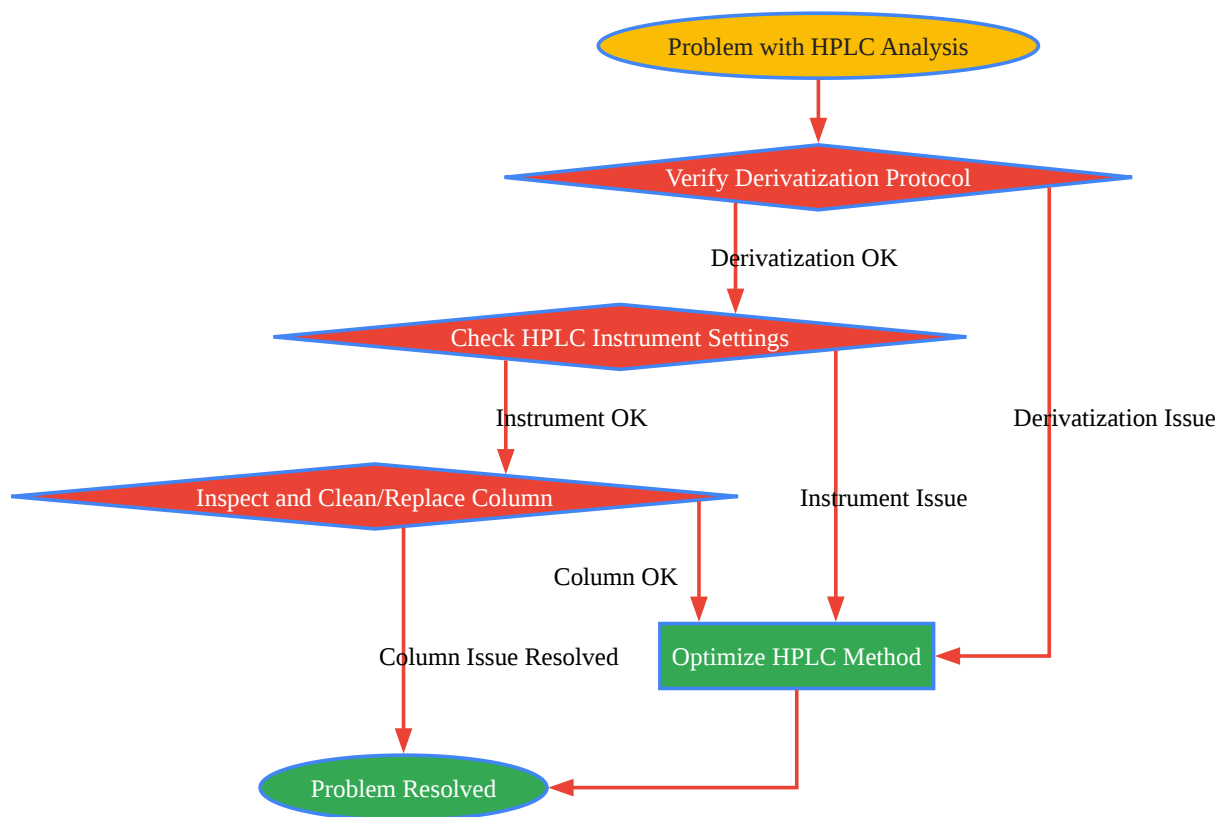 Problem with HPLC Analysis
Verify Derivatization Protocol
Derivatization OK
Check HPLC Instrument Settings
Instrument OK
Derivatization Issue
Inspect and Clean/Replace Column
Instrument Issue
Column OK
Column Issue Resolved
Optimize HPLC Method
Problem Resolved